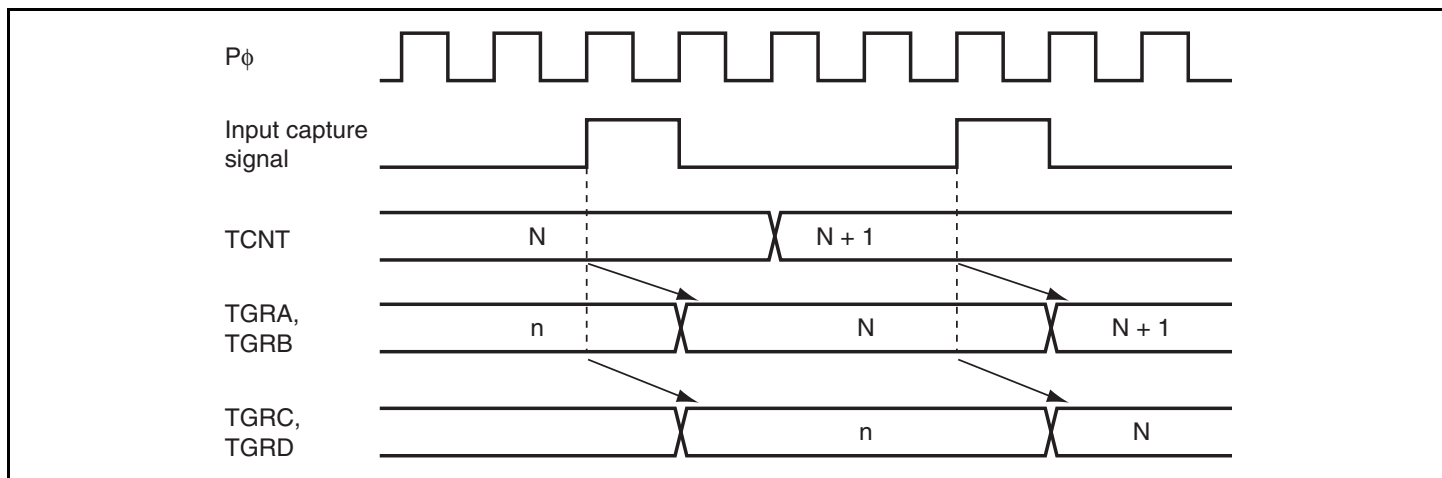 Pϕ
Input capture
signal
TCNT
N
N + 1
TGRA,
TGRB
n
N
N + 1
TGRC,
TGRD
n
N